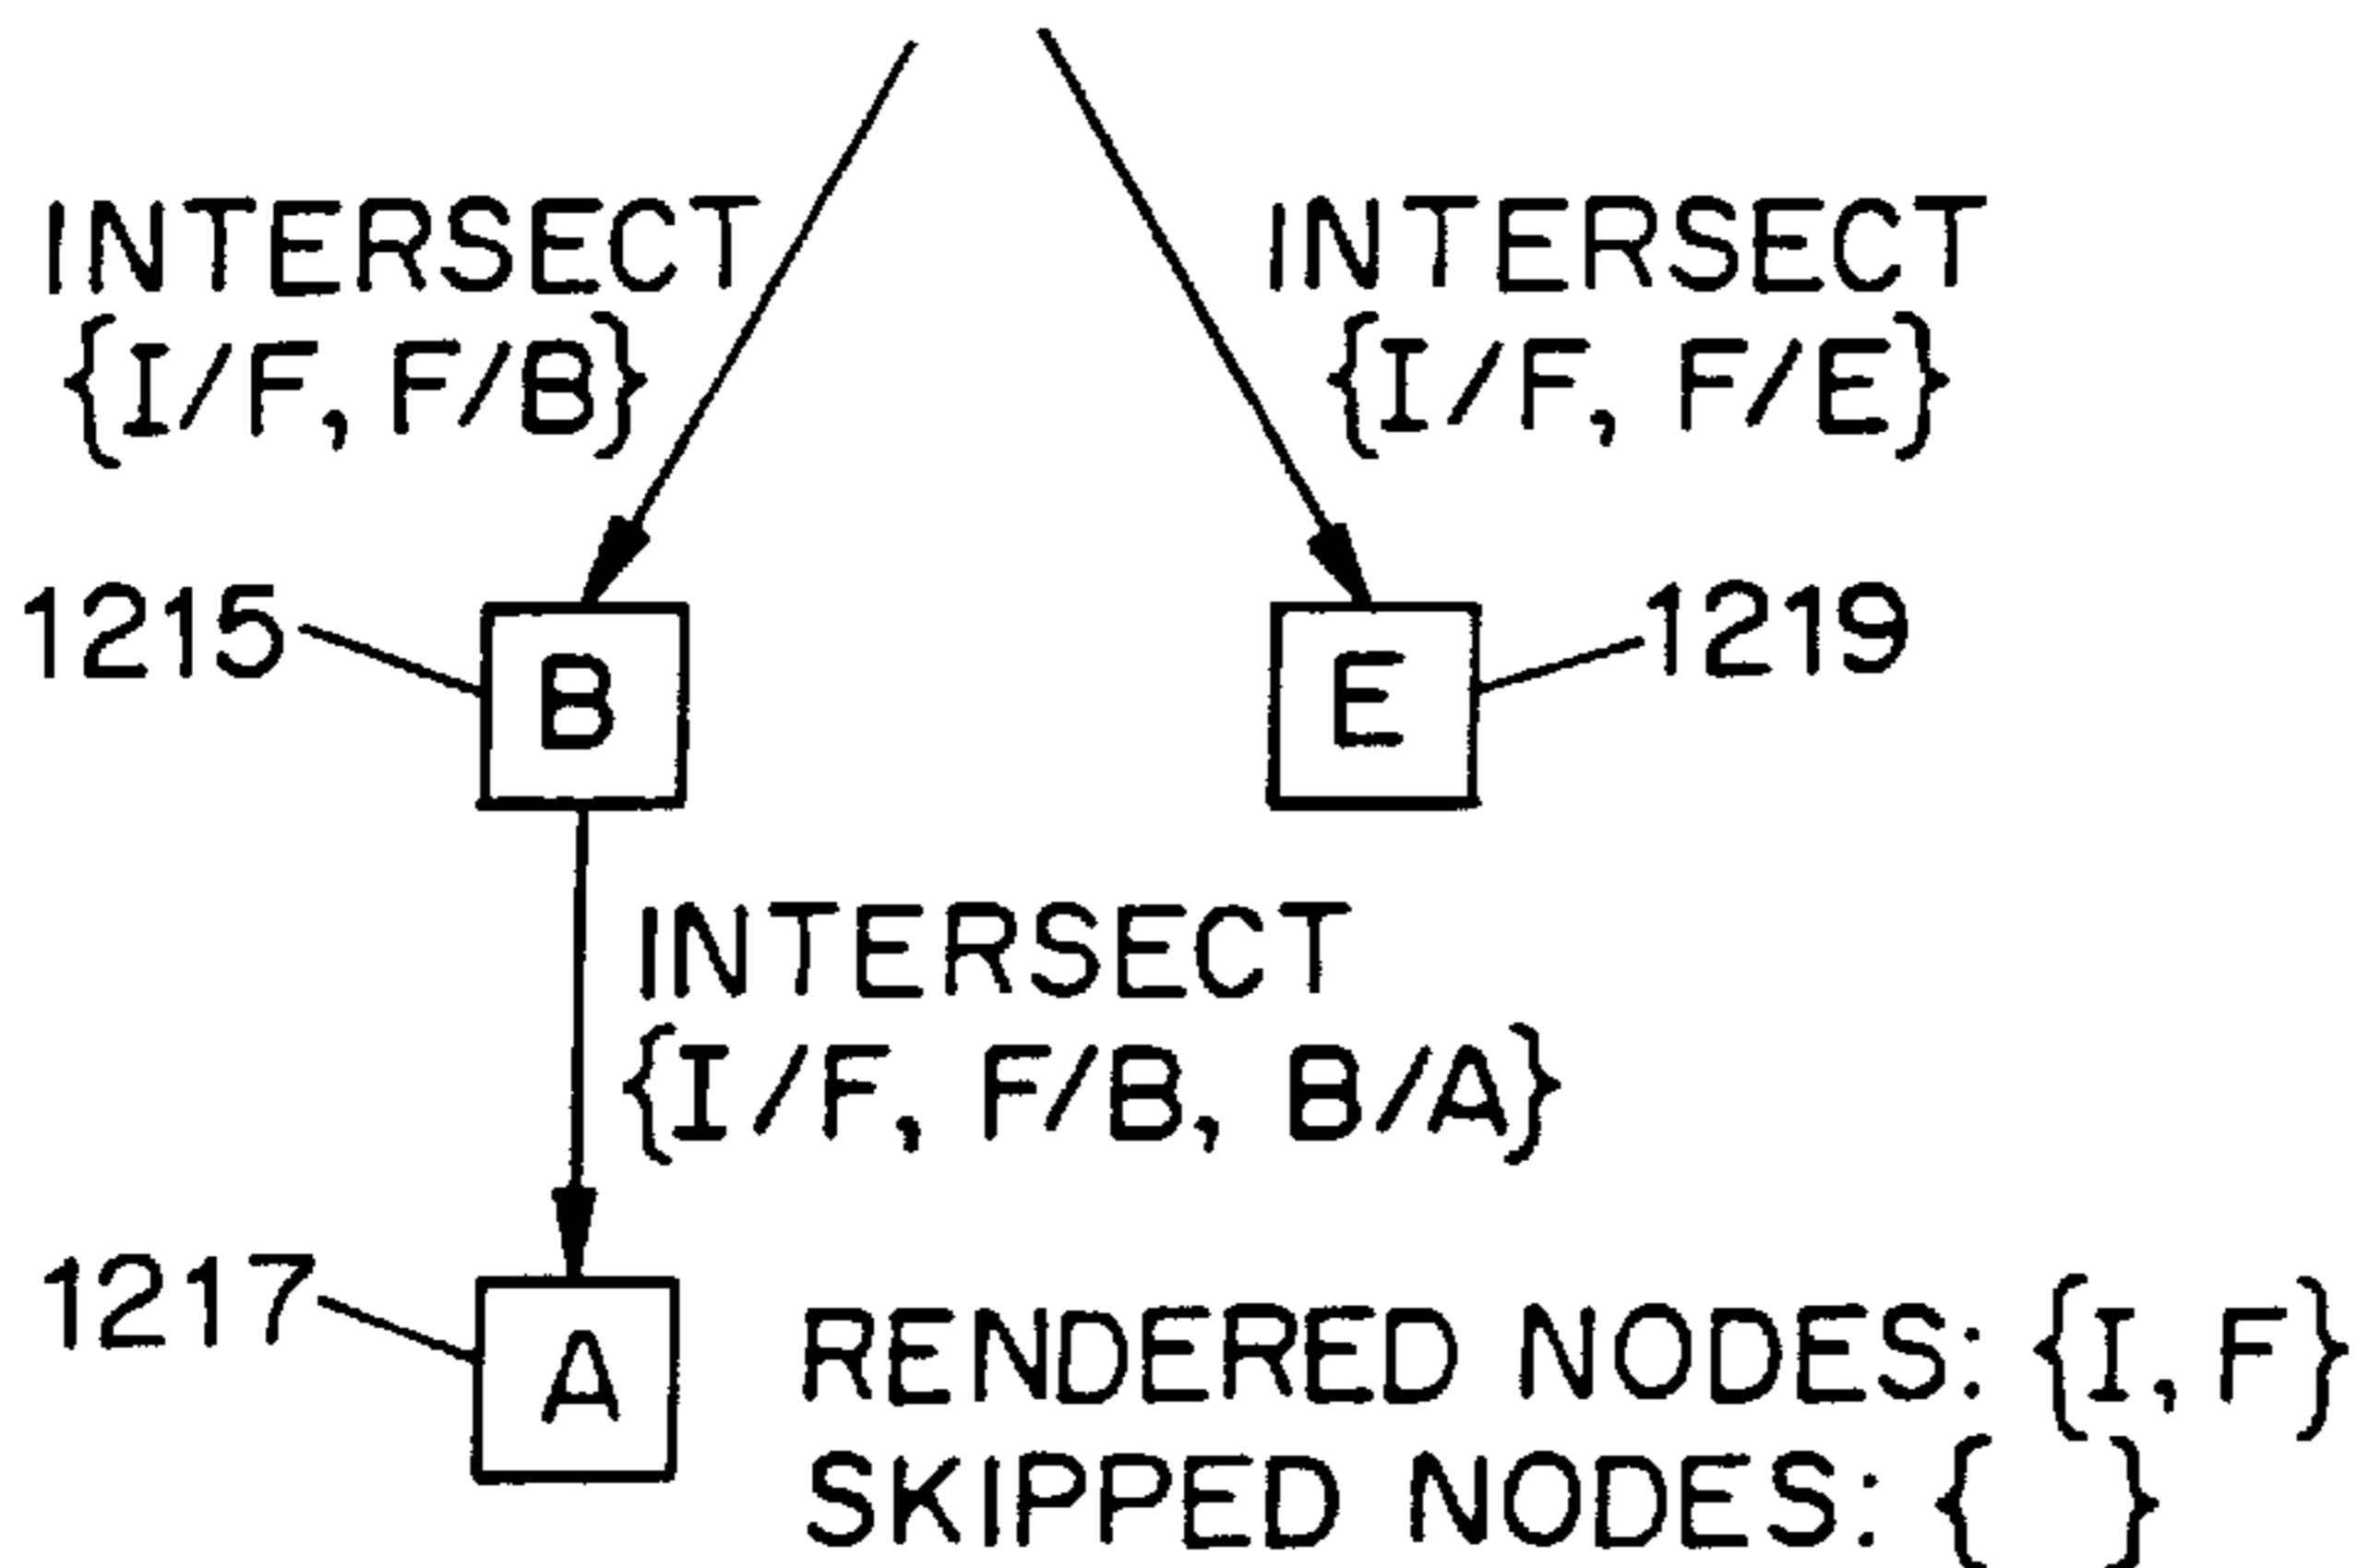 INTERSECT
{I/F, F/B}
INTERSECT
{I/F, F/E}
1215
B
E
1219
INTERSECT
{I/F, F/B, B/A}
1217
A
RENDERED NODES: {I, F}
SKIPPED NODES: { }